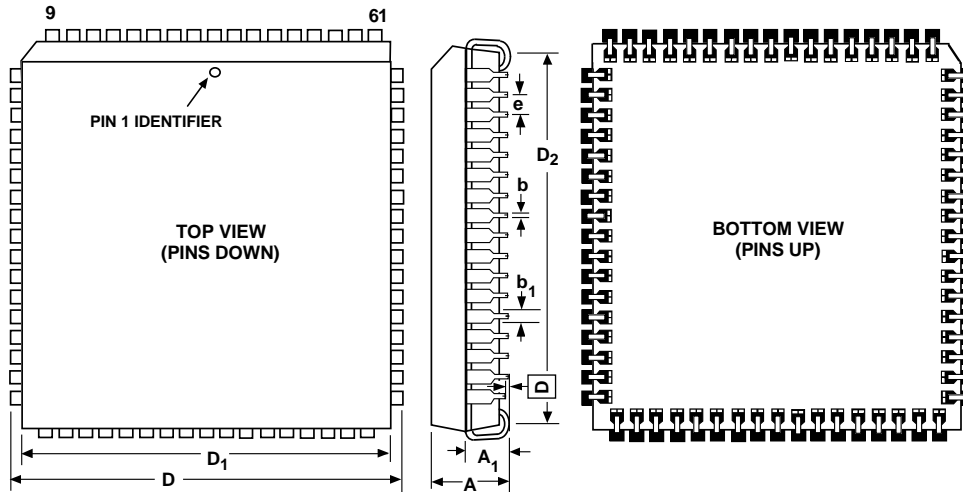 9
61
PIN 1 IDENTIFIER
TOP VIEW
(PINS DOWN)
D1
D
e
D2
b
b1
D
A1
A
BOTTOM VIEW
(PINS UP)